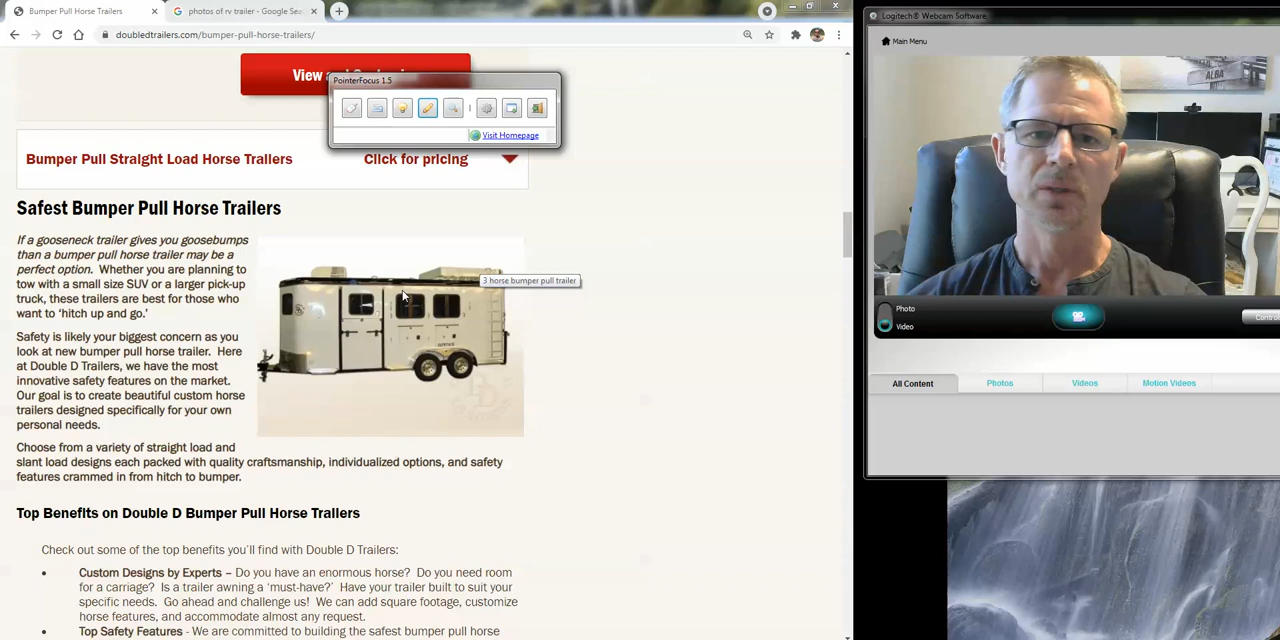 Bumper Pull Horse Trailers
photos of rv trailer - Google Sea
doubledtrailers.com/bumper-pull-horse-trailers/
View
PointerFocus 1.5
Visit Homepage
Bumper Pull Straight Load Horse Trailers
Click for pricing
Safest Bumper Pull Horse Trailers
If a gooseneck trailer gives you goosebumps
than a bumper pull horse trailer may be a
perfect option. Whether you are planning to
tow with a small size SUV or a larger pick-up
truck, these trailers are best for those who
want to ‘hitch up and go.’
3 horse bumper pull trailer
Safety is likely your biggest concern as you
look at new bumper pull horse trailer. Here
at Double D Trailers, we have the most
innovative safety features on the market.
Our goal is to create beautiful custom horse
trailers designed specifically for your own
personal needs.
Choose from a variety of straight load and
slant load designs each packed with quality craftsmanship, individualized options, and safety
features crammed in from hitch to bumper.
Top Benefits on Double D Bumper Pull Horse Trailers
Check out some of the top benefits you’ll find with Double D Trailers:
Custom Designs by Experts – Do you have an enormous horse? Do you need room
for a carriage? Is a trailer awning a ‘must-have?’ Have your trailer built to suit your
specific needs. Go ahead and challenge us! We can add square footage, customize
horse features, and accommodate almost any request.
Top Safety Features - We are committed to building the safest bumper pull horse
Logitech® Webcam Software
Main Menu
ALBA
Photo
Video
Contro
All Content
Photos
Videos
Motion Videos